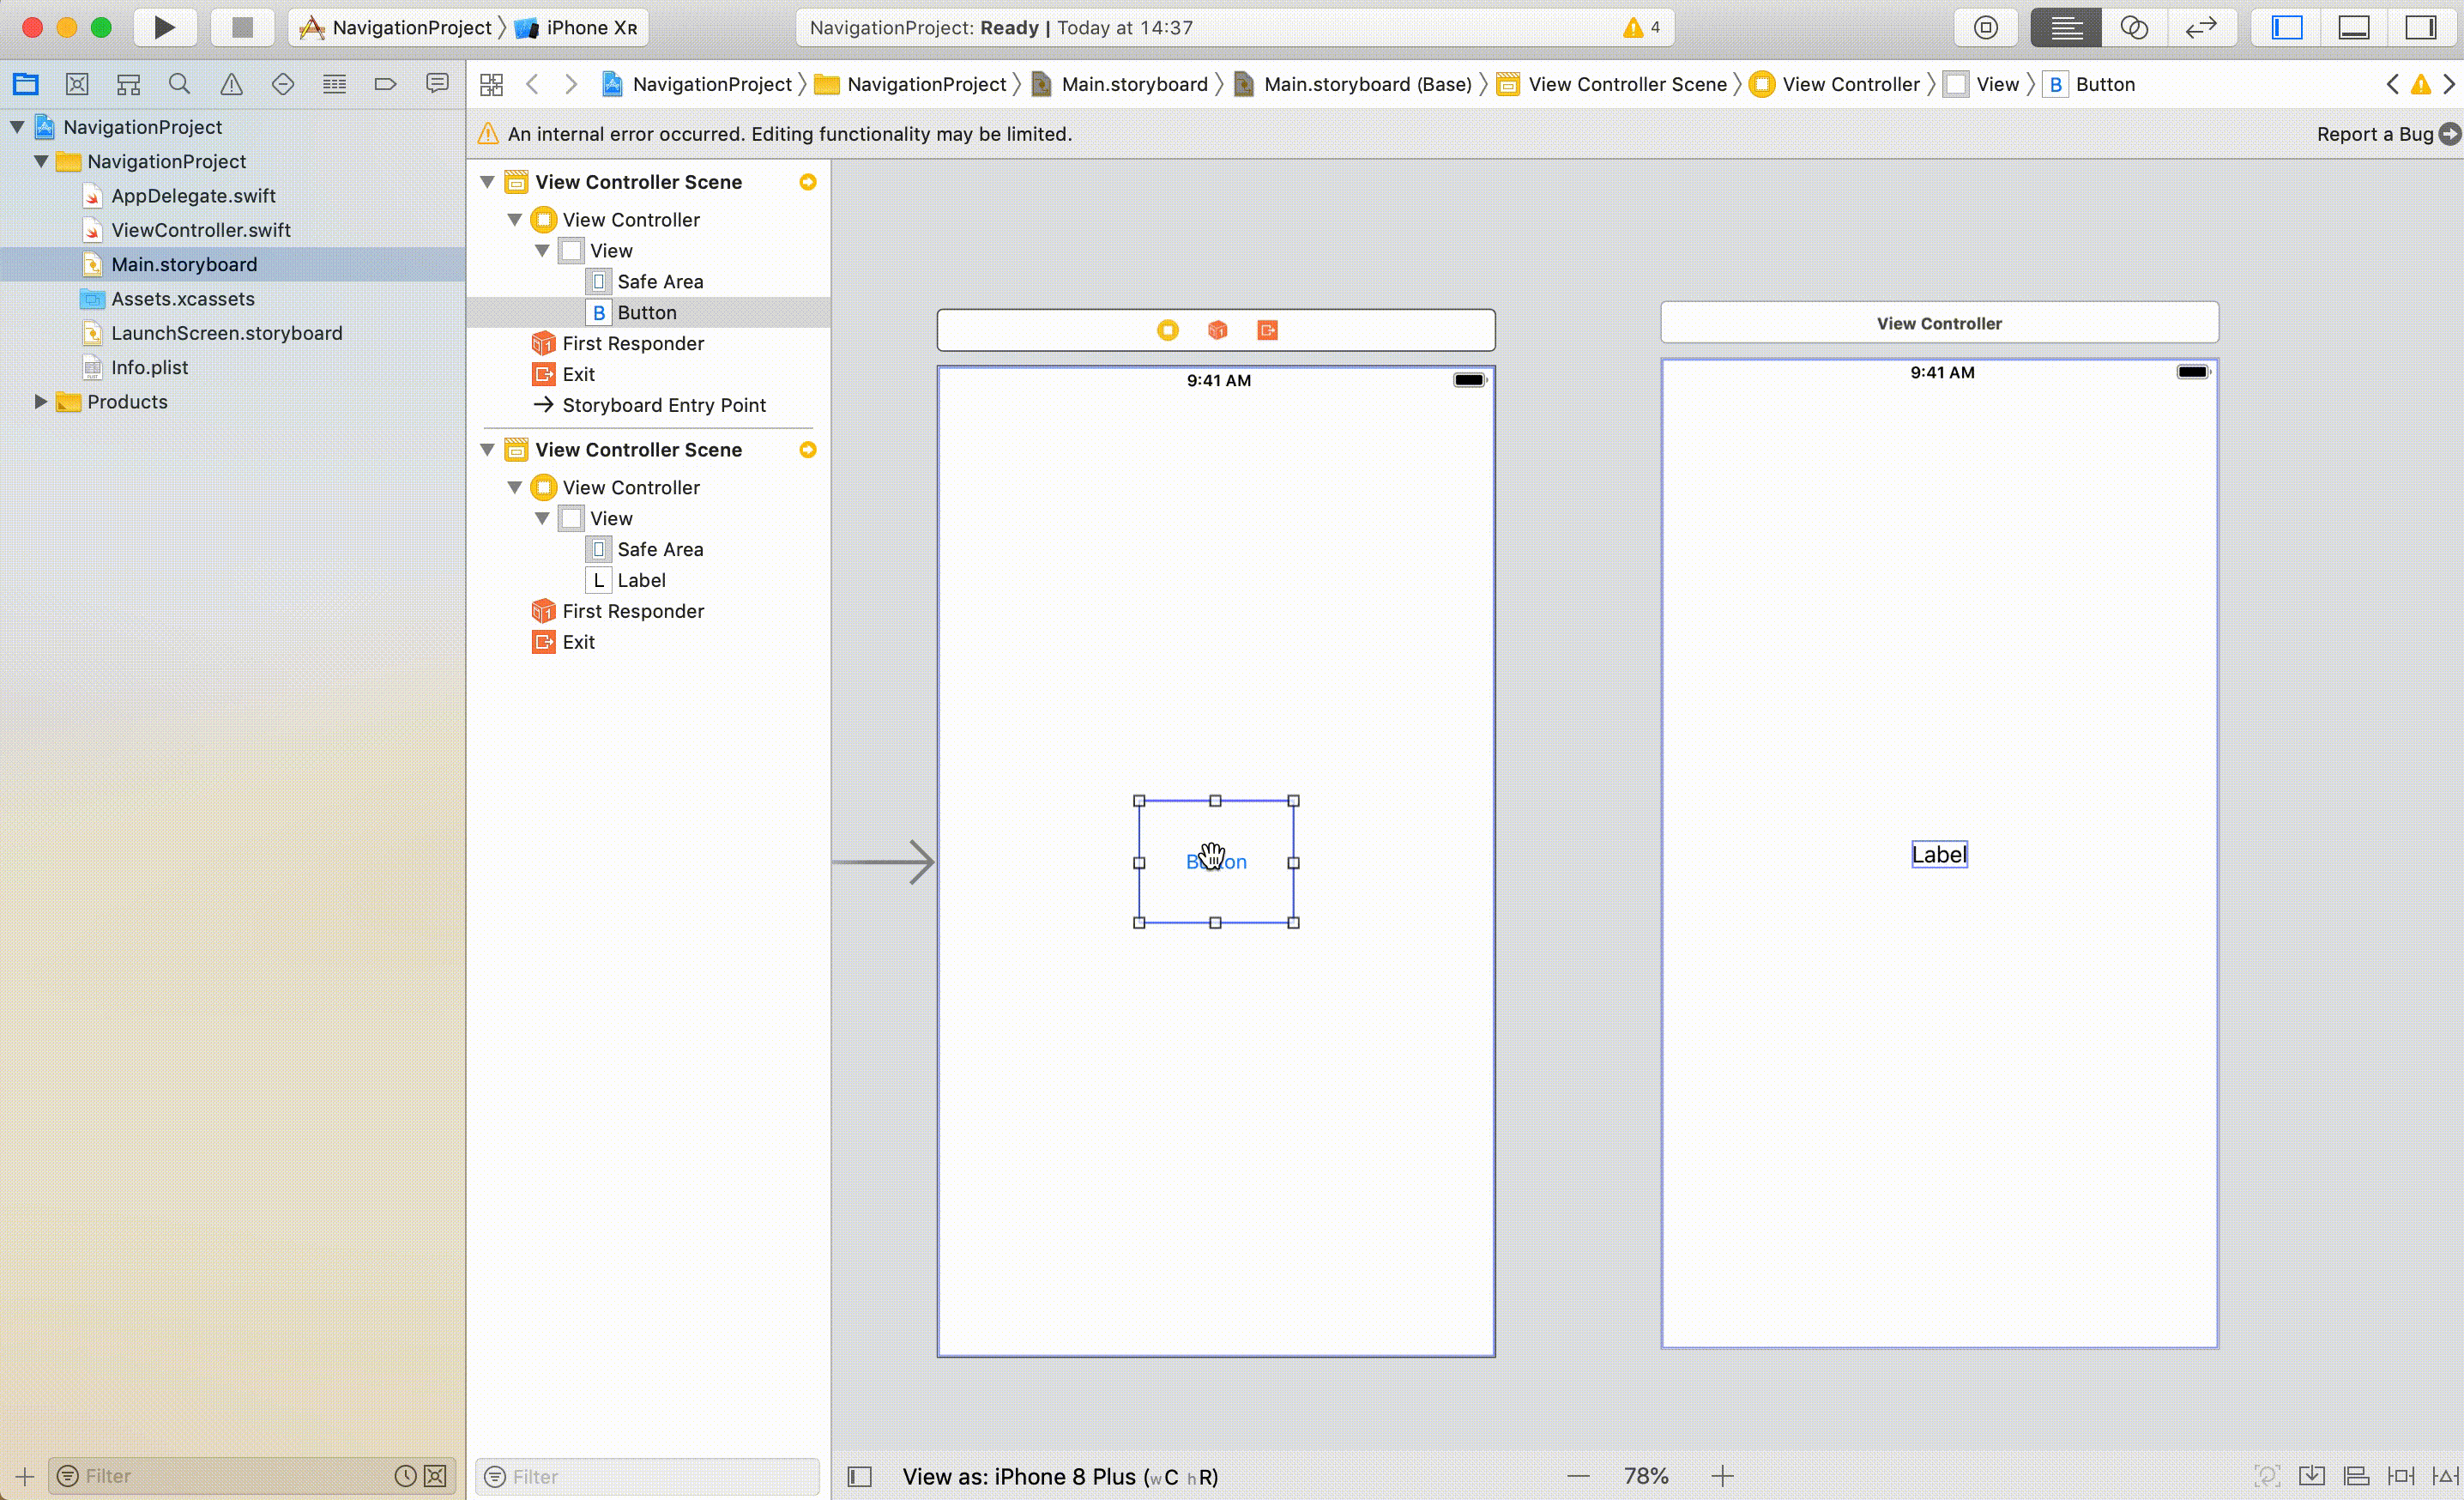 NavigationProject iPhone XR
NavigationProject: Ready | Today at 14:37
4
NavigationProject NavigationProject Main.storyboard Main.storyboard (Base) View Controller Scene View Controller View B Button
An internal error occurred. Editing functionality may be limited.
Report a Bug
NavigationProject
NavigationProject
AppDelegate.swift
ViewController.swift
Main.storyboard
Assets.xcassets
LaunchScreen.storyboard
Info.plist
Products
View Controller Scene
View Controller
View
Safe Area
B Button
First Responder
Exit
Storyboard Entry Point
View Controller Scene
View Controller
View
Safe Area
L Label
First Responder
Exit
9:41 AM
View Controller
9:41 AM
Label
Filter
Filter
View as: iPhone 8 Plus (wC hR)
78%